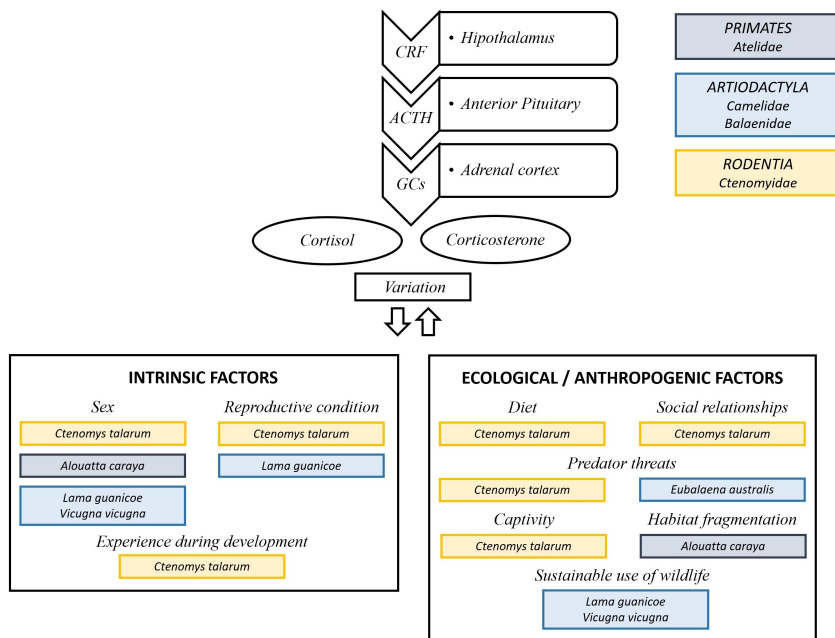 CRF
• Hipothalamus
ACTH
• Anterior Pituitary
GCs
• Adrenal cortex
PRIMATES
Atelidae
ARTIODACTYLA
Camelidae
Balaenidae
RODENTIA
Ctenomyidae
Cortisol
Corticosterone
Variation
INTRINSIC FACTORS
Sex
Ctenomys talarum
Alouatta caraya
Lama guanicoe
Vicugna vicugna
Reproductive condition
Ctenomys talarum
Lama guanicoe
Experience during development
Ctenomys talarum
ECOLOGICAL / ANTHROPOGENIC FACTORS
Diet
Ctenomys talarum
Social relationships
Ctenomys talarum
Predator threats
Ctenomys talarum
Eubalaena australis
Captivity
Ctenomys talarum
Habitat fragmentation
Alouatta caraya
Sustainable use of wildlife
Lama guanicoe
Vicugna vicugna